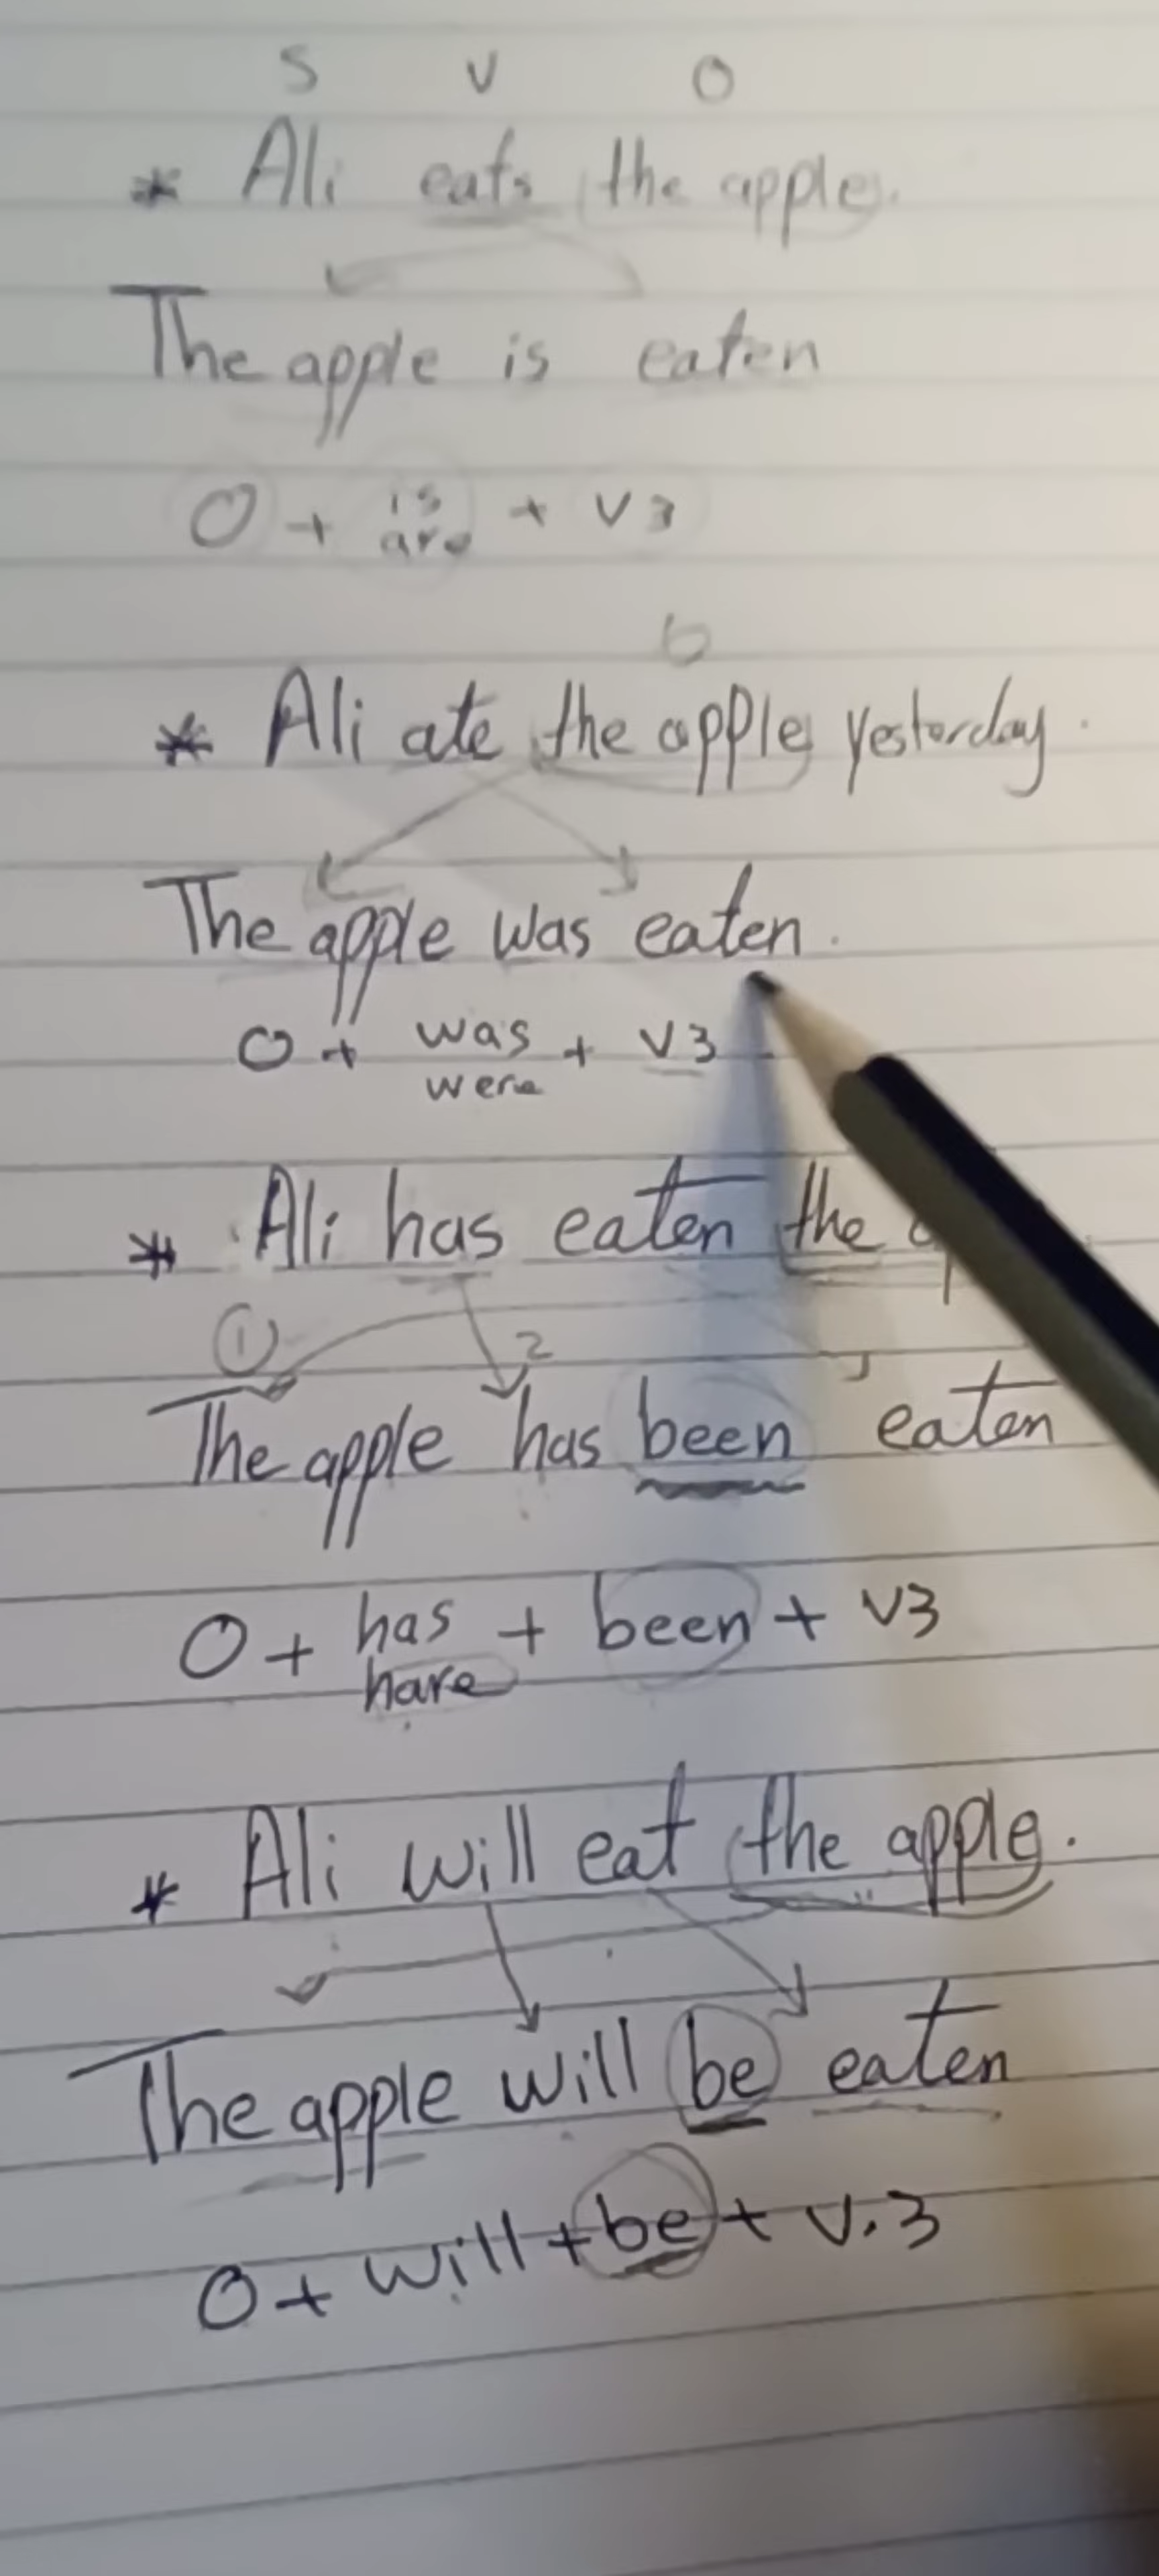 S V O
* Ali eats the apple.
The apple is eaten
O + is + V3
are
O
* Ali ate the apple yesterday.
The apple was eaten.
O + was + V3
were
* Ali has eaten the
1 2
The apple has been eaten
O + has + been + V3
have
* Ali will eat the apple.
The apple will be eaten
O + will + be + V.3